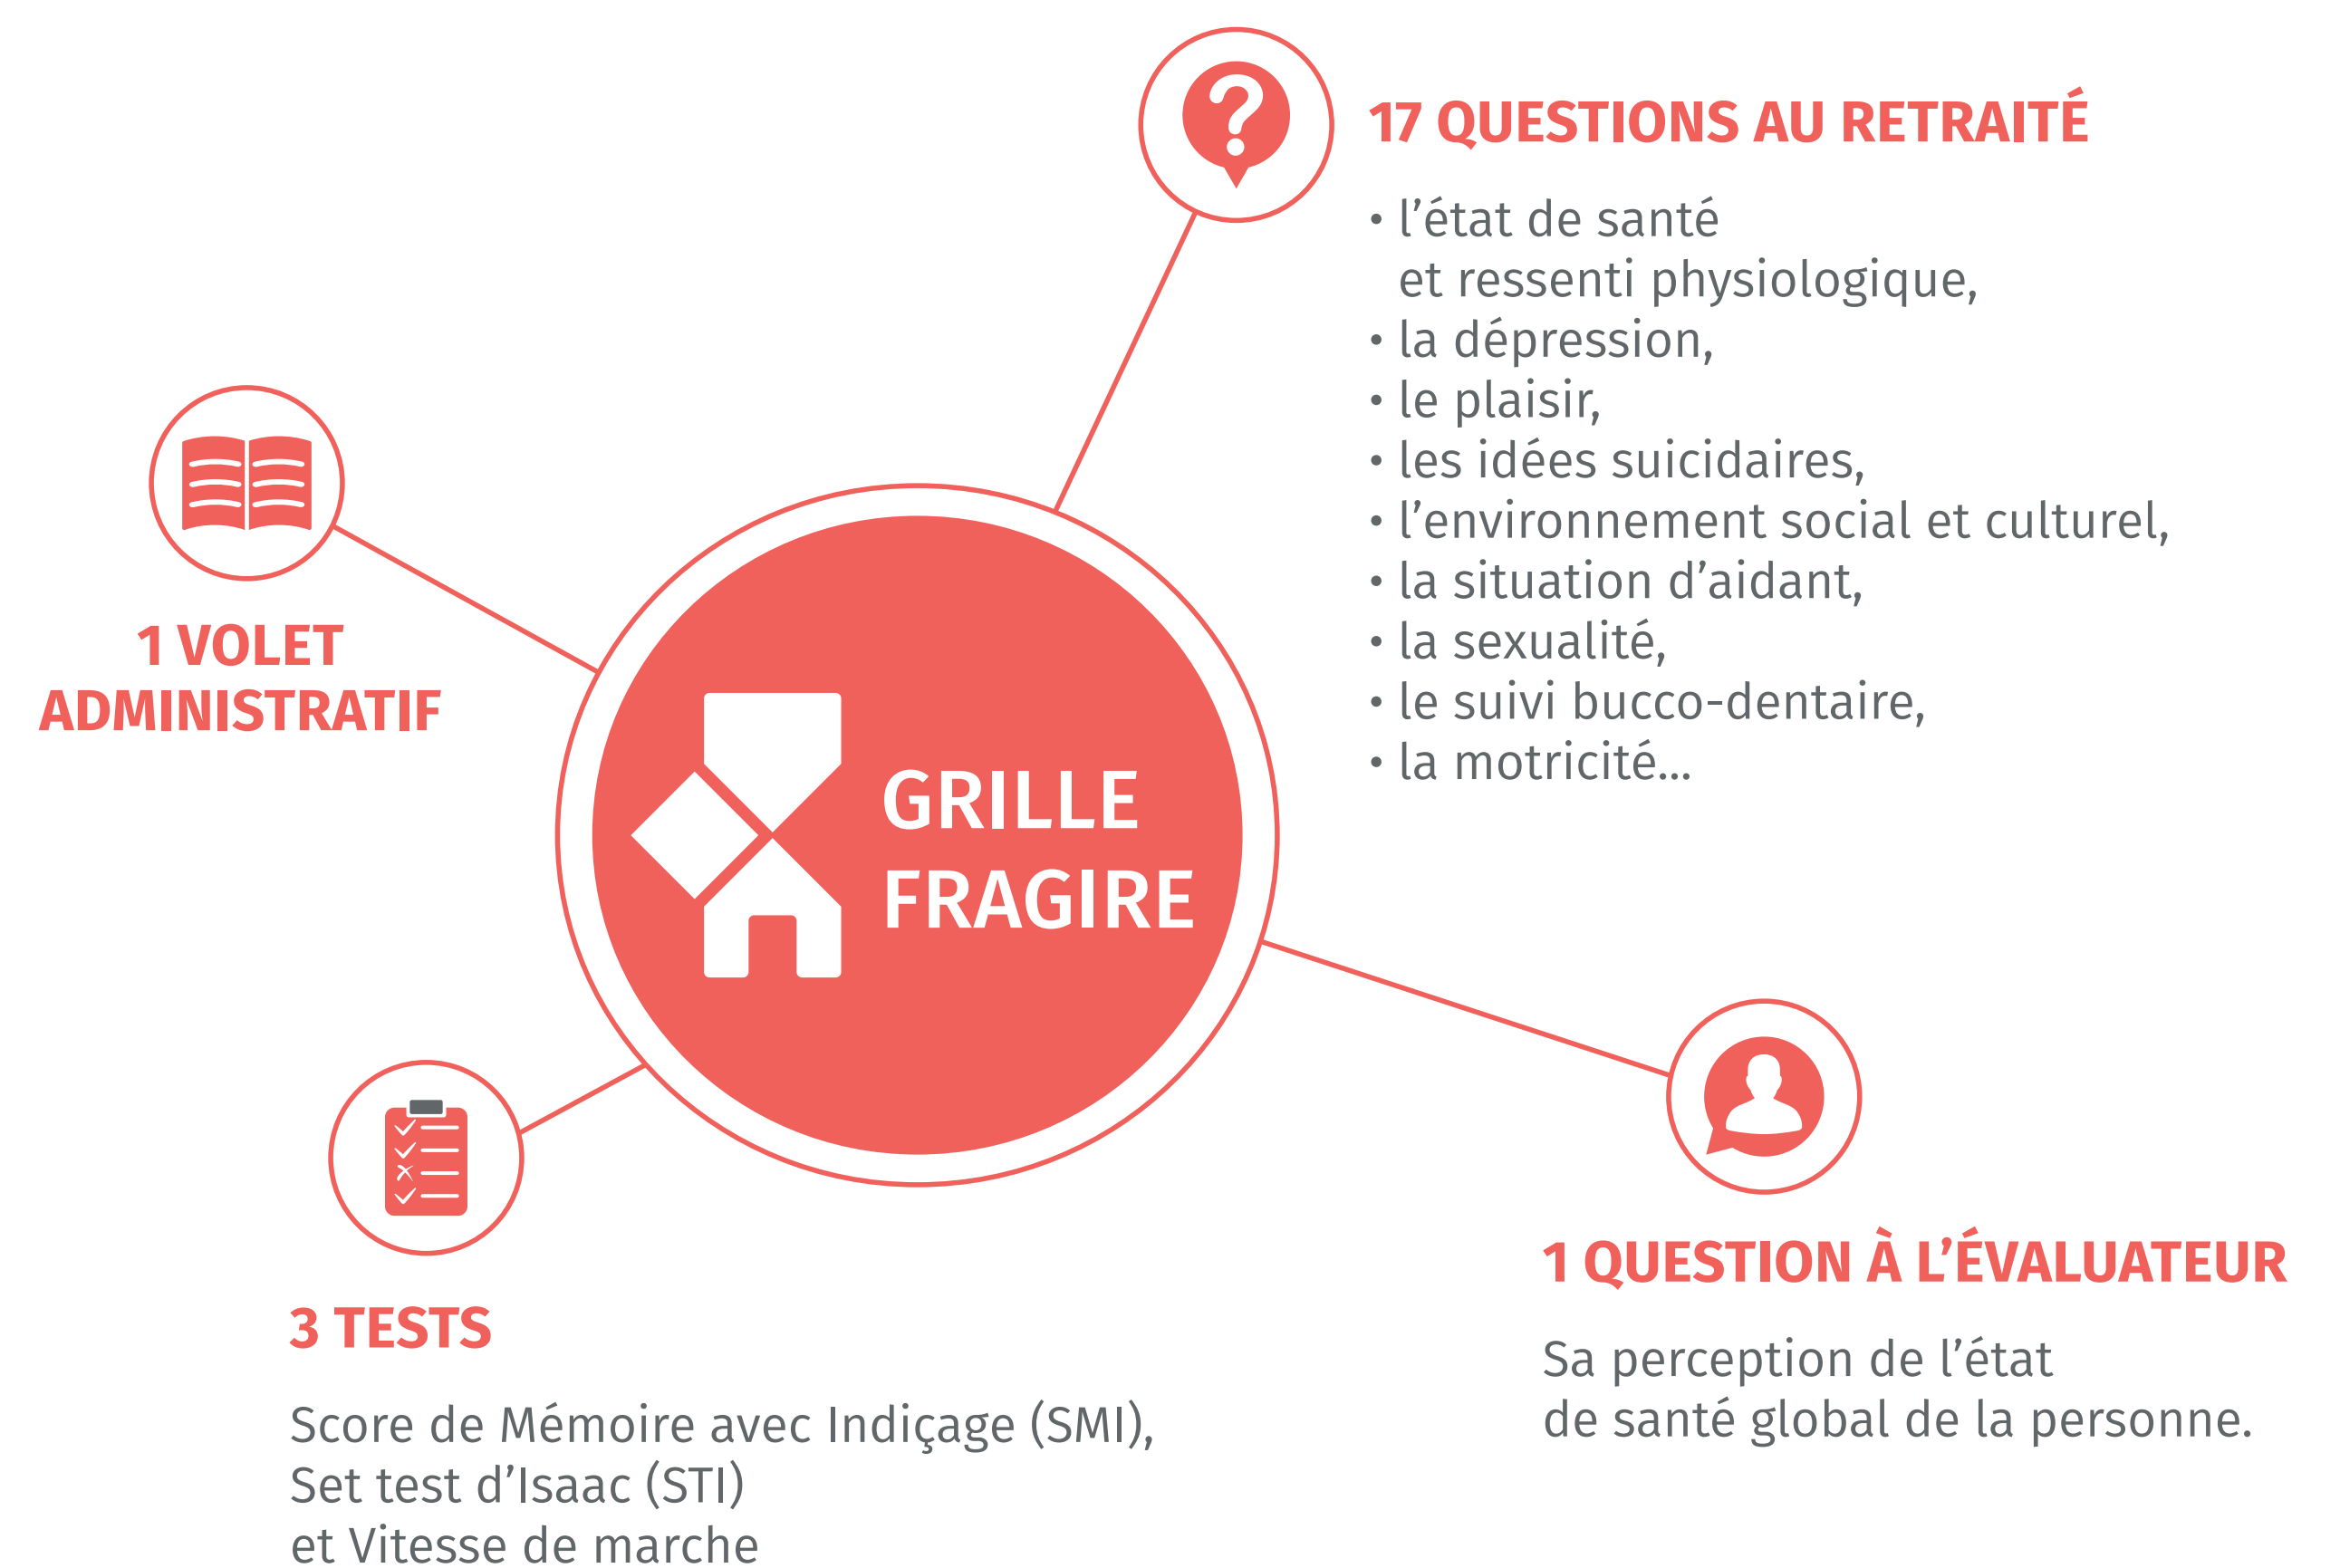 17 QUESTIONS AU RETRAITÉ
• l’état de santé
et ressenti physiologique,
• la dépression,
• le plaisir,
• les idées suicidaires,
• l’environnement social et culturel,
• la situation d’aidant,
• la sexualité,
• le suivi bucco-dentaire,
• la motricité...
1 VOLET
ADMINISTRATIF
GRILLE
FRAGIRE
3 TESTS
Score de Mémoire avec Indiçage (SMI),
Set test d’Isaac (STI)
et Vitesse de marche
1 QUESTION À L’ÉVALUATEUR
Sa perception de l’état
de santé global de la personne.